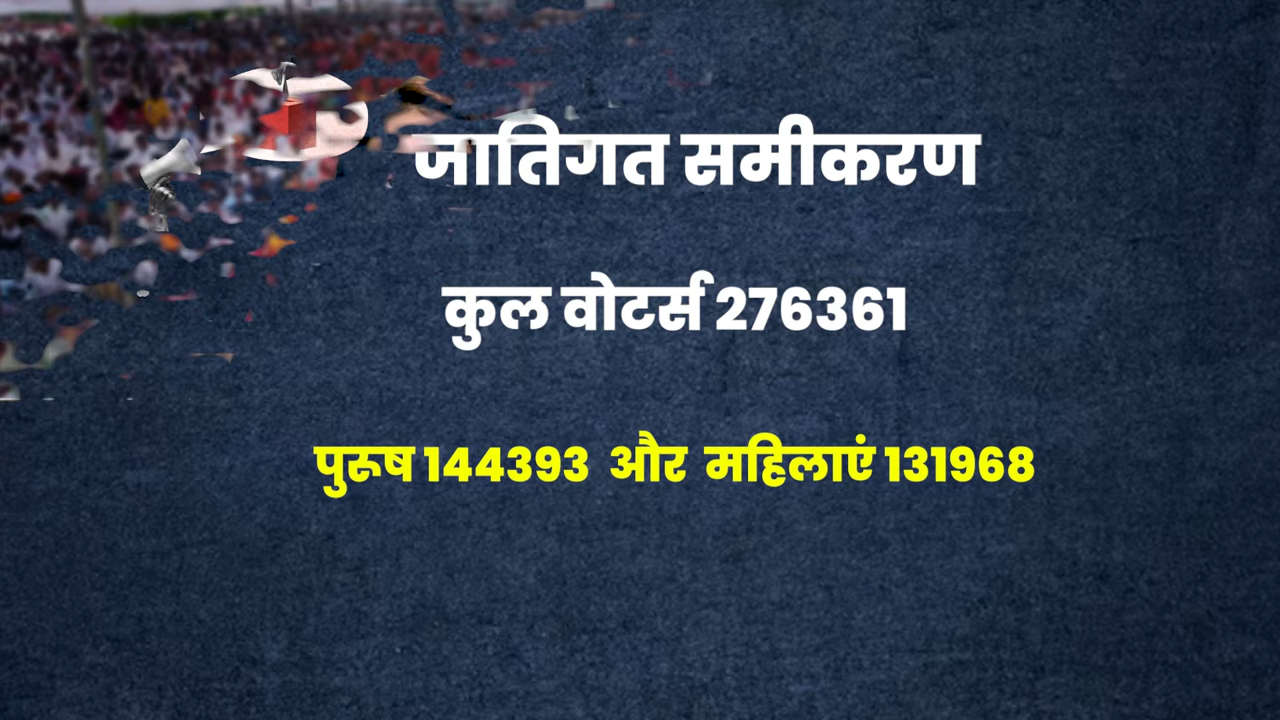 जातिगत समीकरण
कुल वोटर्स 276361
पुरूष 144393 और महिलाएं 131968